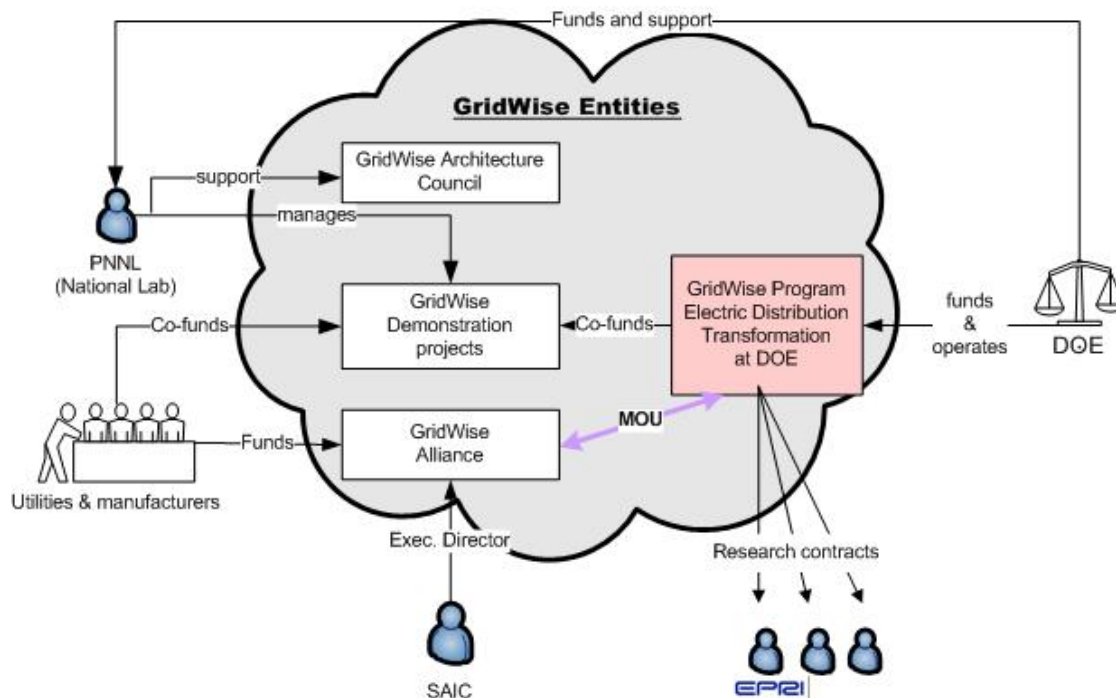 Funds and support
GridWise Entities
GridWise Architecture
Council
support
manages
PNNL
(National Lab)
GridWise
Demonstration
projects
Co-funds
Co-funds
GridWise Program
Electric Distribution
Transformation
at DOE
funds
&
operates
DOE
MOU
GridWise
Alliance
Funds
Utilities & manufacturers
Exec. Director
Research contracts
SAIC
EPRI